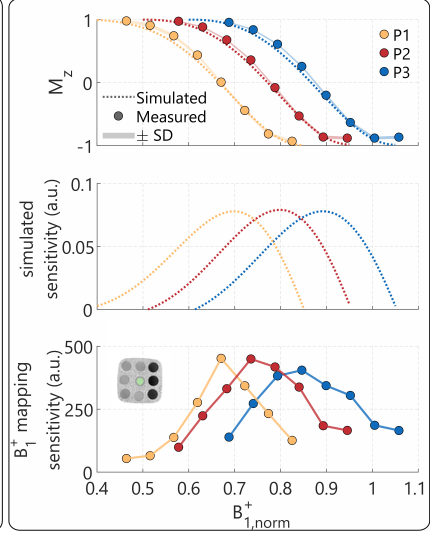 1
0
-1
M_z
P1
P2
P3
Simulated
Measured
± SD
0.1
0.05
0
simulated
sensitivity (a.u.)
500
250
0
B₁⁺ mapping
sensitivity (a.u.)
0.4 0.5 0.6 0.7 0.8 0.9 1 1.1
B⁺₁,norm